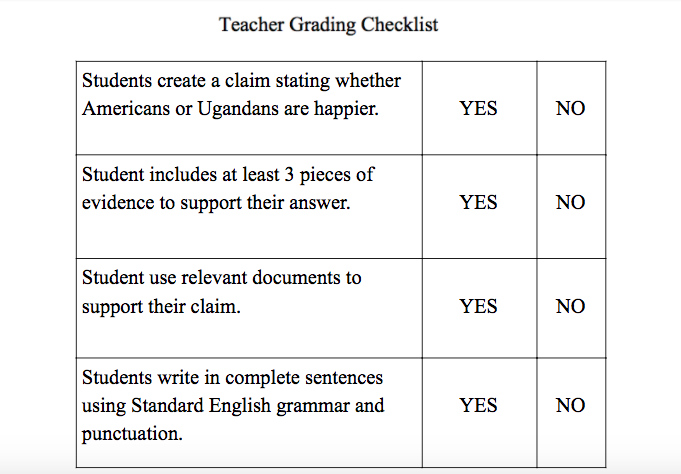 Teacher Grading Checklist
Students create a claim stating whether
Americans or Ugandans are happier.
YES
NO
Student includes at least 3 pieces of
evidence to support their answer.
YES
NO
Student use relevant documents to
support their claim.
YES
NO
Students write in complete sentences
using Standard English grammar and
punctuation.
YES
NO